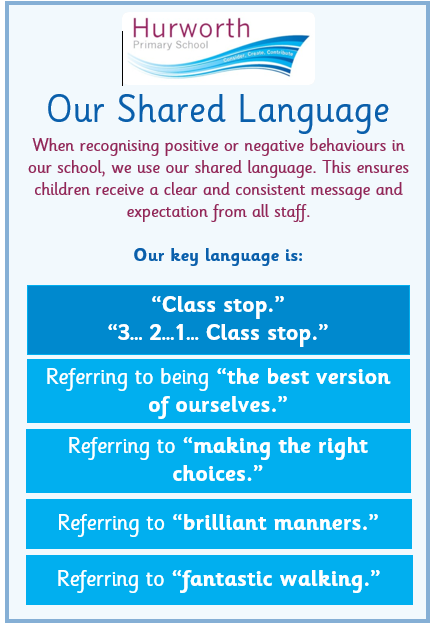 Hurworth
Primary School
Consider, Create, Contribute
Our Shared Language
When recognising positive or negative behaviours in
our school, we use our shared language. This ensures
children receive a clear and consistent message and
expectation from all staff.
Our key language is:
“Class stop.”
“3... 2...1... Class stop.”
Referring to being “the best version
of ourselves.”
Referring to “making the right
choices.”
Referring to “brilliant manners.”
Referring to “fantastic walking.”